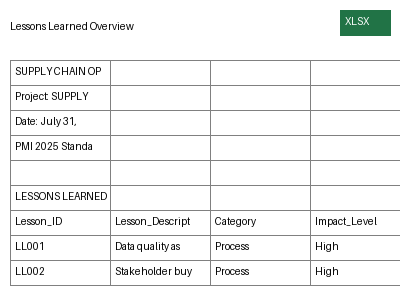 Lessons Learned Overview
XLSX
SUPPLY CHAIN OP
Project: SUPPLY
Date: July 31,
PMI 2025 Standa
LESSONS LEARNED
Lesson_ID Lesson_Descript Category Impact_Level
LL001 Data quality as Process High
LL002 Stakeholder buy Process High